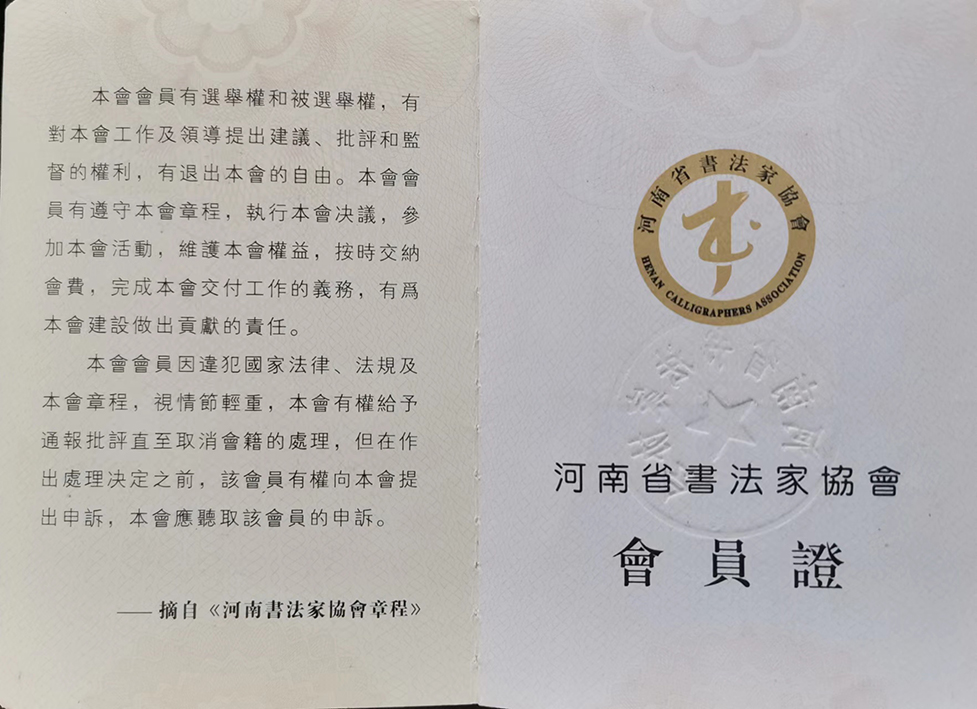 本會會員有選舉權和被選舉權，有
對本會工作及領導提出建議、批評和監
督的權利，有退出本會的自由。本會會
員有遵守本會章程，執行本會决議，參
加本會活動，維護本會權益，按時交納
會費，完成本會交付工作的義務，有爲
本會建設做出貢獻的責任。
本會會員因違犯國家法律、法規及
本會章程，視情節輕重，本會有權給予
通報批評直至取消會籍的處理，但在作
出處理决定之前，該會員有權向本會提
出申訴，本會應聽取該會員的申訴。
——摘自《河南書法家協會章程》
河南省書法家協會
HENAN CALLIGRAPHERS ASSOCIATION
河南省書法家協會
會員證